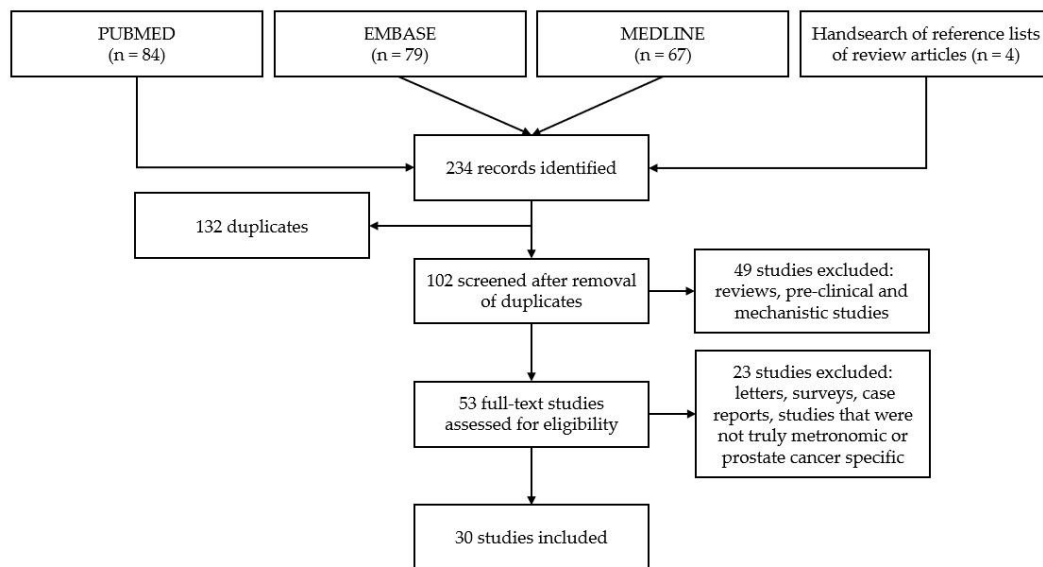 PUBMED
(n = 84)
EMBASE
(n = 79)
MEDLINE
(n = 67)
Handsearch of reference lists
of review articles (n = 4)
234 records identified
132 duplicates
102 screened after removal
of duplicates
49 studies excluded:
reviews, pre-clinical and
mechanistic studies
53 full-text studies
assessed for eligibility
23 studies excluded:
letters, surveys, case
reports, studies that were
not truly metronomic or
prostate cancer specific
30 studies included